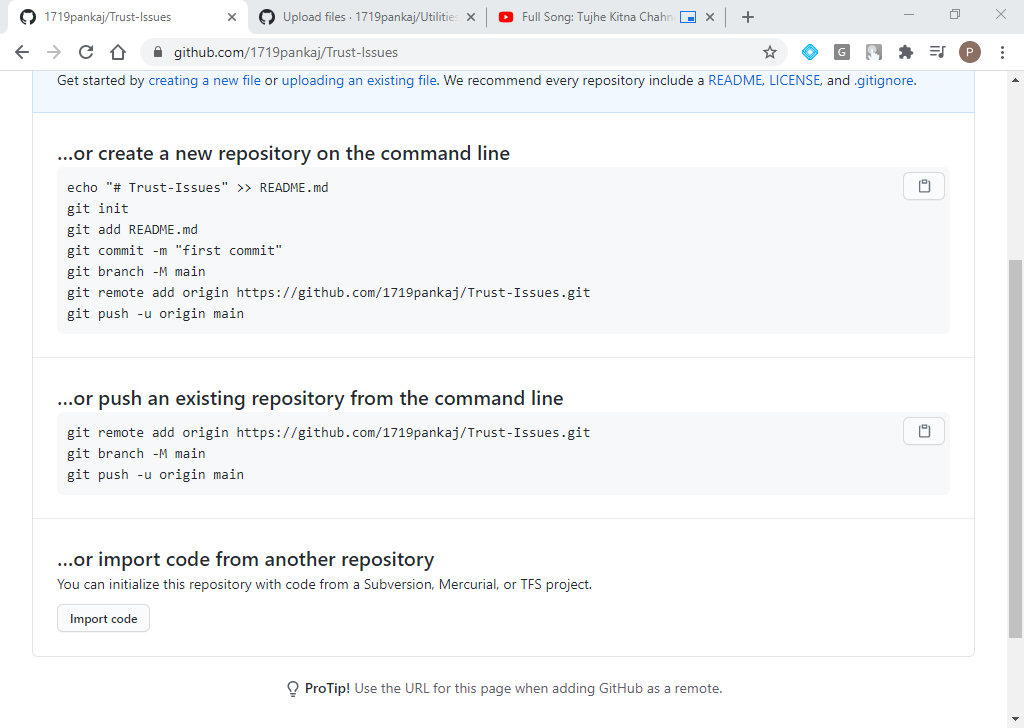 1719pankaj/Trust-Issues
Upload files · 1719pankaj/Utilities
Full Song: Tujhe Kitna Chahn
github.com/1719pankaj/Trust-Issues
G
P
Get started by creating a new file or uploading an existing file. We recommend every repository include a README, LICENSE, and .gitignore.
…or create a new repository on the command line
echo "# Trust-Issues" >> README.md
git init
git add README.md
git commit -m "first commit"
git branch -M main
git remote add origin https://github.com/1719pankaj/Trust-Issues.git
git push -u origin main
…or push an existing repository from the command line
git remote add origin https://github.com/1719pankaj/Trust-Issues.git
git branch -M main
git push -u origin main
…or import code from another repository
You can initialize this repository with code from a Subversion, Mercurial, or TFS project.
Import code
ProTip! Use the URL for this page when adding GitHub as a remote.